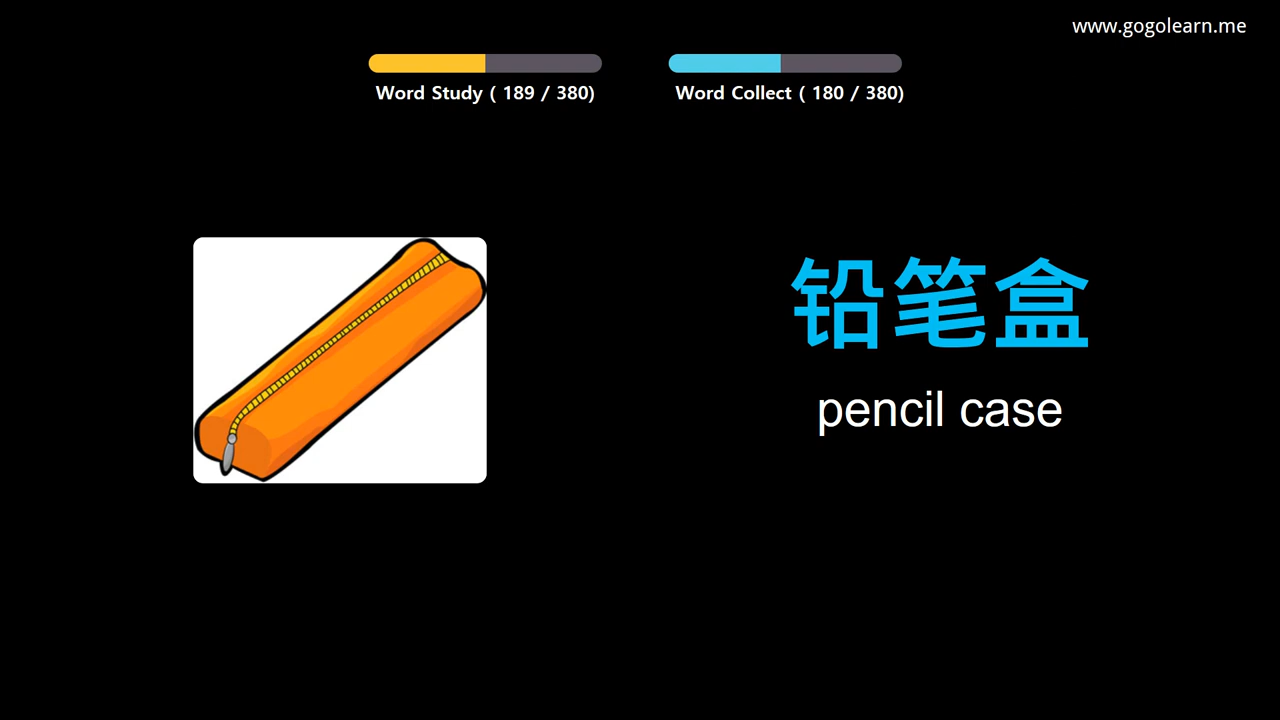 www.gogolearn.me
Word Study ( 189 / 380)
Word Collect ( 180 / 380)
铅笔盒
pencil case